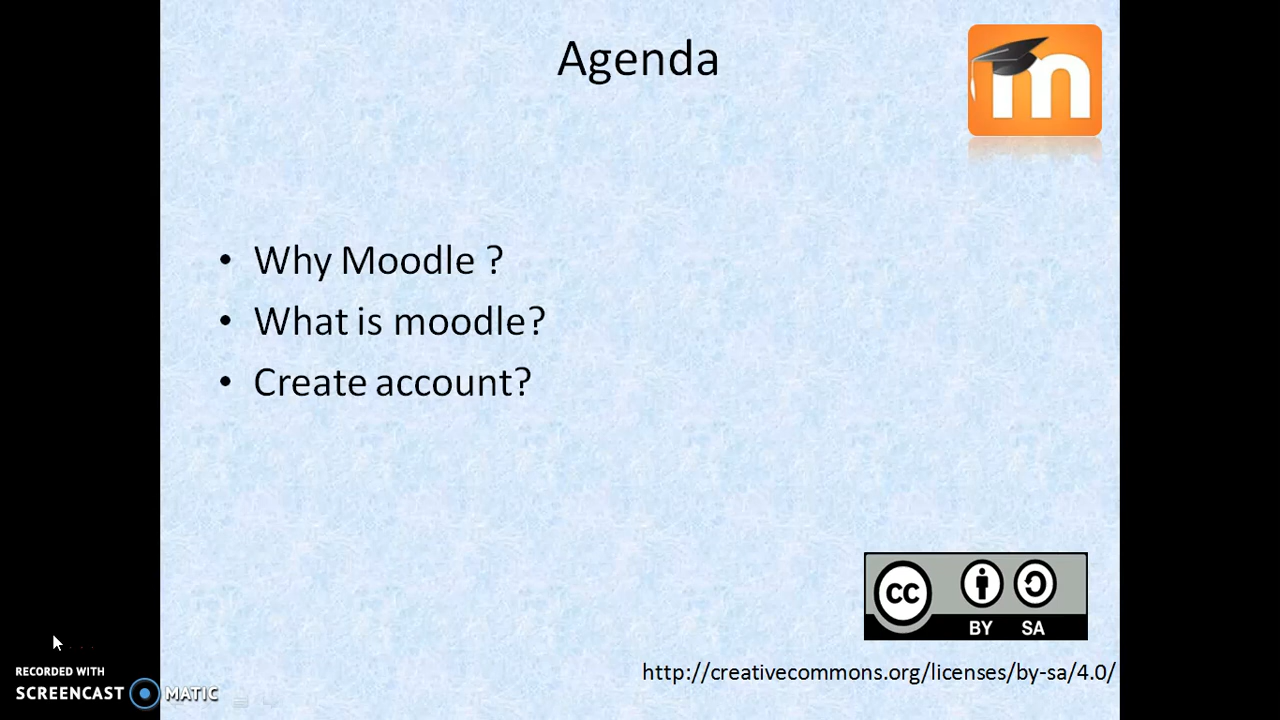 Agenda
m
• Why Moodle ?
• What is moodle?
• Create account?
CC
BY SA
http://creativecommons.org/licenses/by-sa/4.0/
RECORDED WITH
SCREENCAST MATIC